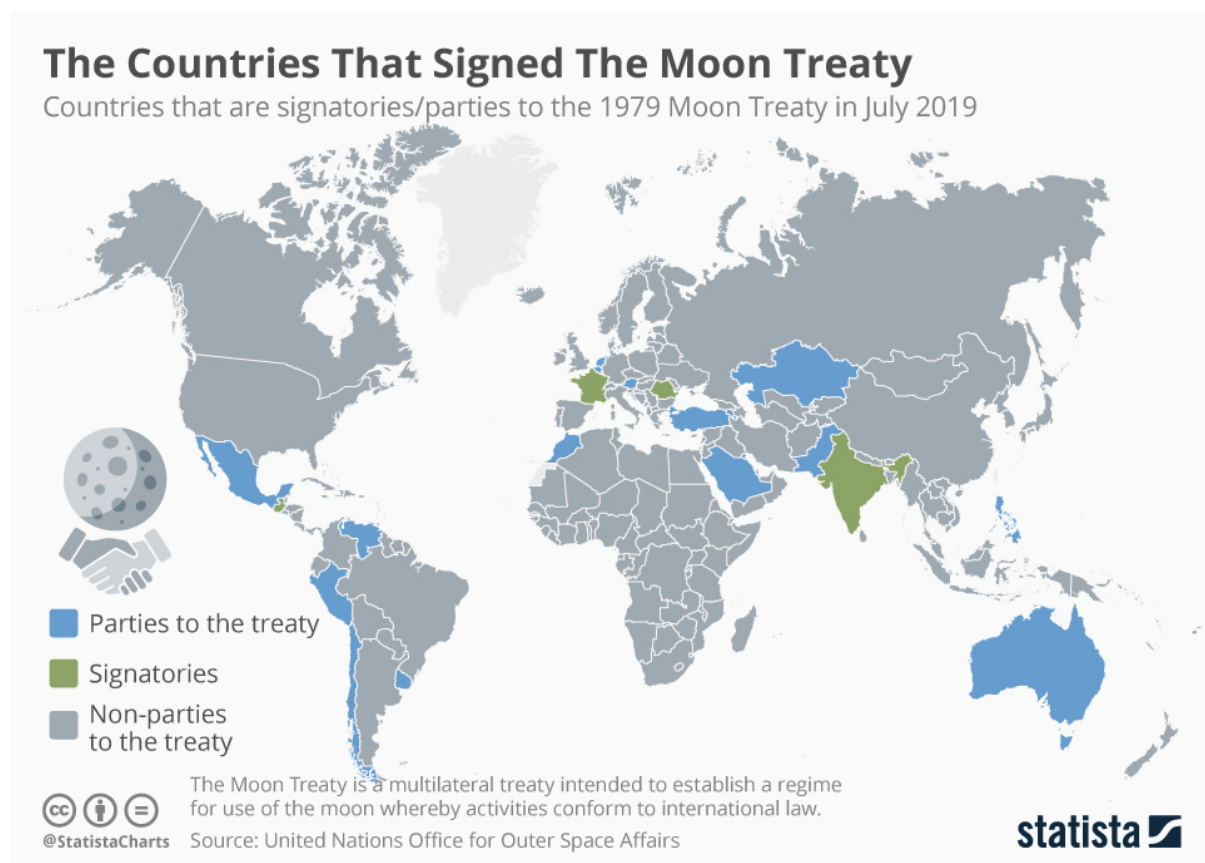 The Countries That Signed The Moon Treaty
Countries that are signatories/parties to the 1979 Moon Treaty in July 2019
Parties to the treaty
Signatories
Non-parties
to the treaty
The Moon Treaty is a multilateral treaty intended to establish a regime
for use of the moon whereby activities conform to international law.
cc
@StatistaCharts
Source: United Nations Office for Outer Space Affairs
statista